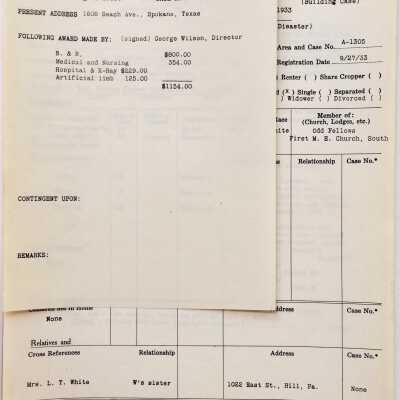 PRESENT ADDRESS 1608 Beach Ave., Spokane, Texas
FOLLOWING AWARD MADE BY: (signed) George Wilson, Director
B. & R. $800.00
Medical and Nursing 354.00
Hospital & X-Ray $229.00
Artificial limb 125.00
$1154.00
CONTINGENT UPON:
REMARKS:
(Building Case)
1933
Disaster)
Area and Case No. A-1305
Registration Date 9/27/33
Renter ( ) Share Cropper ( )
(x) Single ( ) Separated ( )
Widower ( ) Divorced ( )
Member of:
(Church, Lodges, etc.)
Odd Fellows
First M. E. Church, South
Relationship Case No.*
Address Case No.*
None
Relatives and
Cross References Relationship Address Case No.*
Mrs. L. T. White W's sister 1022 East St., Hill, Pa. None